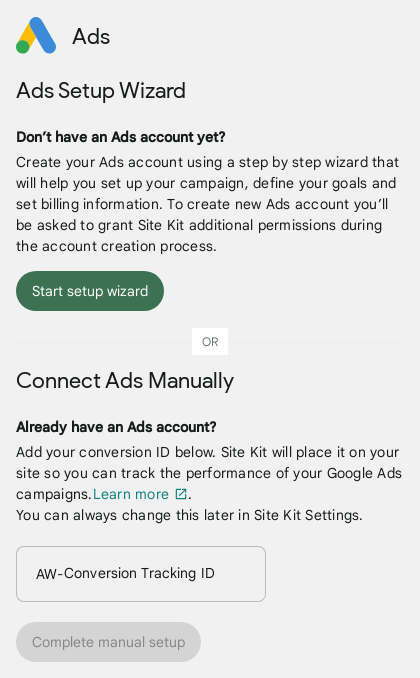 Ads
Ads Setup Wizard
Don’t have an Ads account yet?
Create your Ads account using a step by step wizard that
will help you set up your campaign, define your goals and
set billing information. To create new Ads account you’ll
be asked to grant Site Kit additional permissions during
the account creation process.
Start setup wizard
OR
Connect Ads Manually
Already have an Ads account?
Add your conversion ID below. Site Kit will place it on your
site so you can track the performance of your Google Ads
campaigns.Learn more .
You can always change this later in Site Kit Settings.
AW-Conversion Tracking ID
Complete manual setup